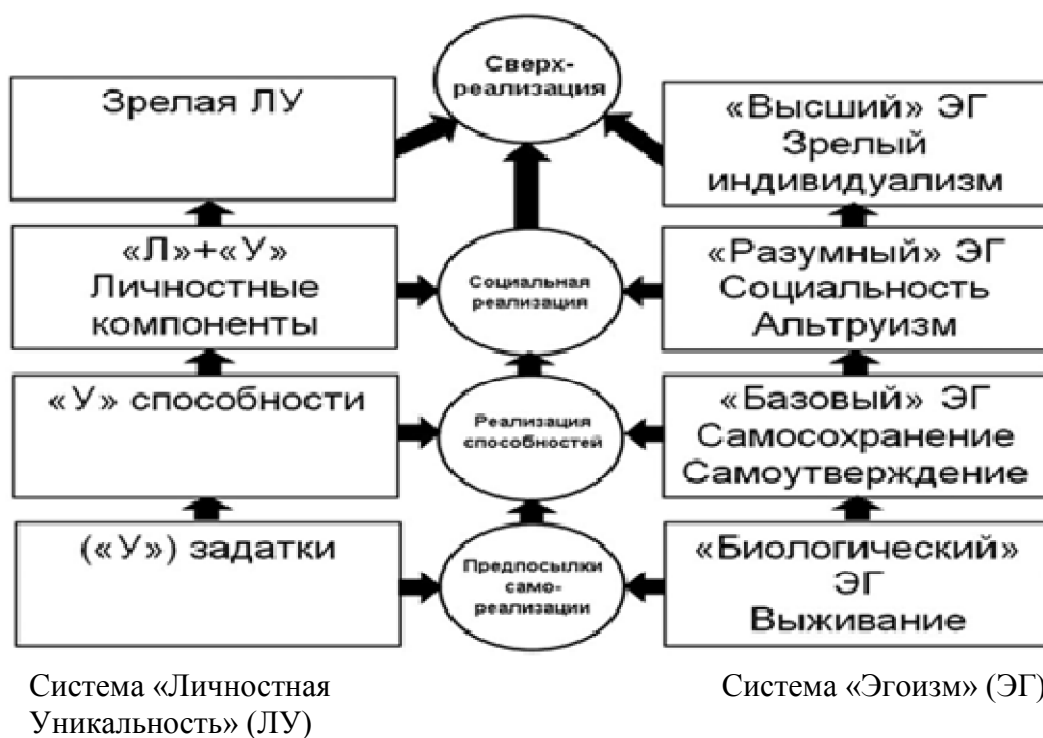 Сверх-
реализация
Зрелая ЛУ
«Высший» ЭГ
Зрелый
индивидуализм
«Л»+«У»
Личностные
компоненты
Социальная
реализация
«Разумный» ЭГ
Социальность
Альтруизм
«У» способности
Реализация
способностей
«Базовый» ЭГ
Самосохранение
Самоутверждение
(«У») задатки
Предпосылки
само-
реализации
«Биологический»
ЭГ
Выживание
Система «Личностная
Уникальность» (ЛУ)
Система «Эгоизм» (ЭГ)